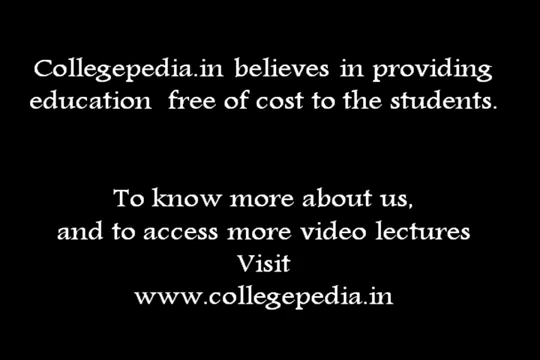 Collegepedia.in believes in providing
education free of cost to the students.
To know more about us,
and to access more video lectures
Visit
www.collegepedia.in